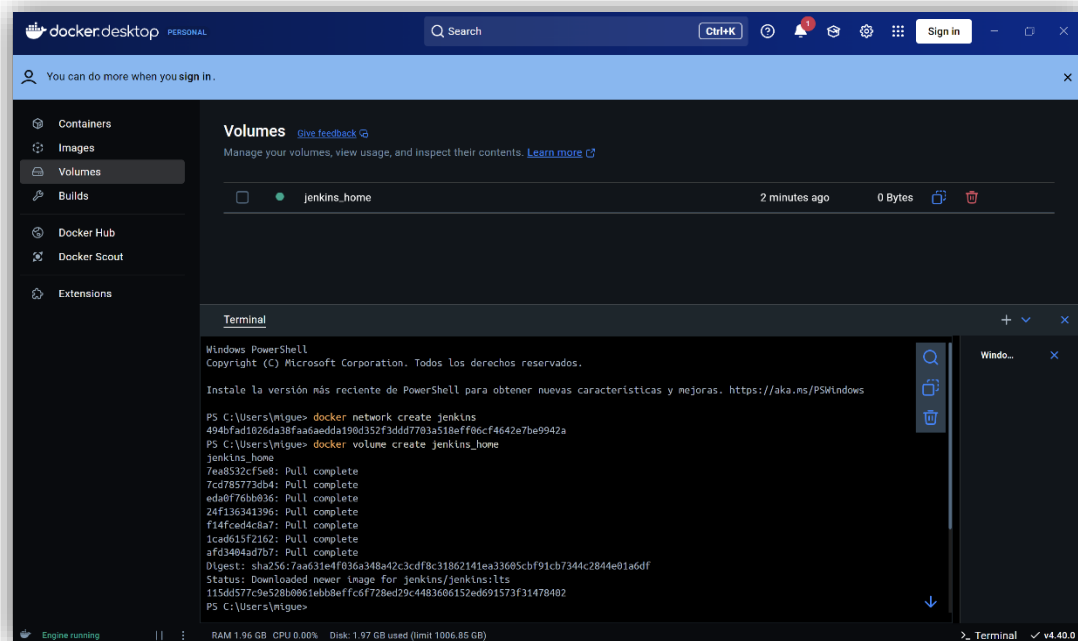 docker.desktop PERSONAL
Search
Ctrl+K
1
Sign in
You can do more when you sign in.
Containers
Images
Volumes
Builds
Docker Hub
Docker Scout
Extensions
Volumes Give feedback
Manage your volumes, view usage, and inspect their contents. Learn more
jenkins_home 2 minutes ago 0 Bytes
Terminal
Windows PowerShell
Copyright (C) Microsoft Corporation. Todos los derechos reservados.
Instale la versión más reciente de PowerShell para obtener nuevas características y mejoras. https://aka.ms/PSWindows
PS C:\Users\migue> docker network create jenkins
494bfad1026da38faa6aedda190d352f3ddd7703a518eff06cf4642e7be9942a
PS C:\Users\migue> docker volume create jenkins_home
jenkins_home
7ea8532cf5e8: Pull complete
7cd785773db4: Pull complete
eda0f76bb036: Pull complete
24f136341396: Pull complete
f14fced4c8a7: Pull complete
1cad615f2162: Pull complete
afd3404ad7b7: Pull complete
Digest: sha256:7aa631e4f036a348a42c3cdf8c31862141ea33605cbf91cb7344c2844e01a6df
Status: Downloaded newer image for jenkins/jenkins:lts
115dd577c9e528b0061ebb8effc6f728ed29c4483606152ed691573f31478402
PS C:\Users\migue>
Windo...
Engine running
RAM 1.96 GB CPU 0.00% Disk: 1.97 GB used (limit 1006.85 GB)
Terminal
v4.40.0